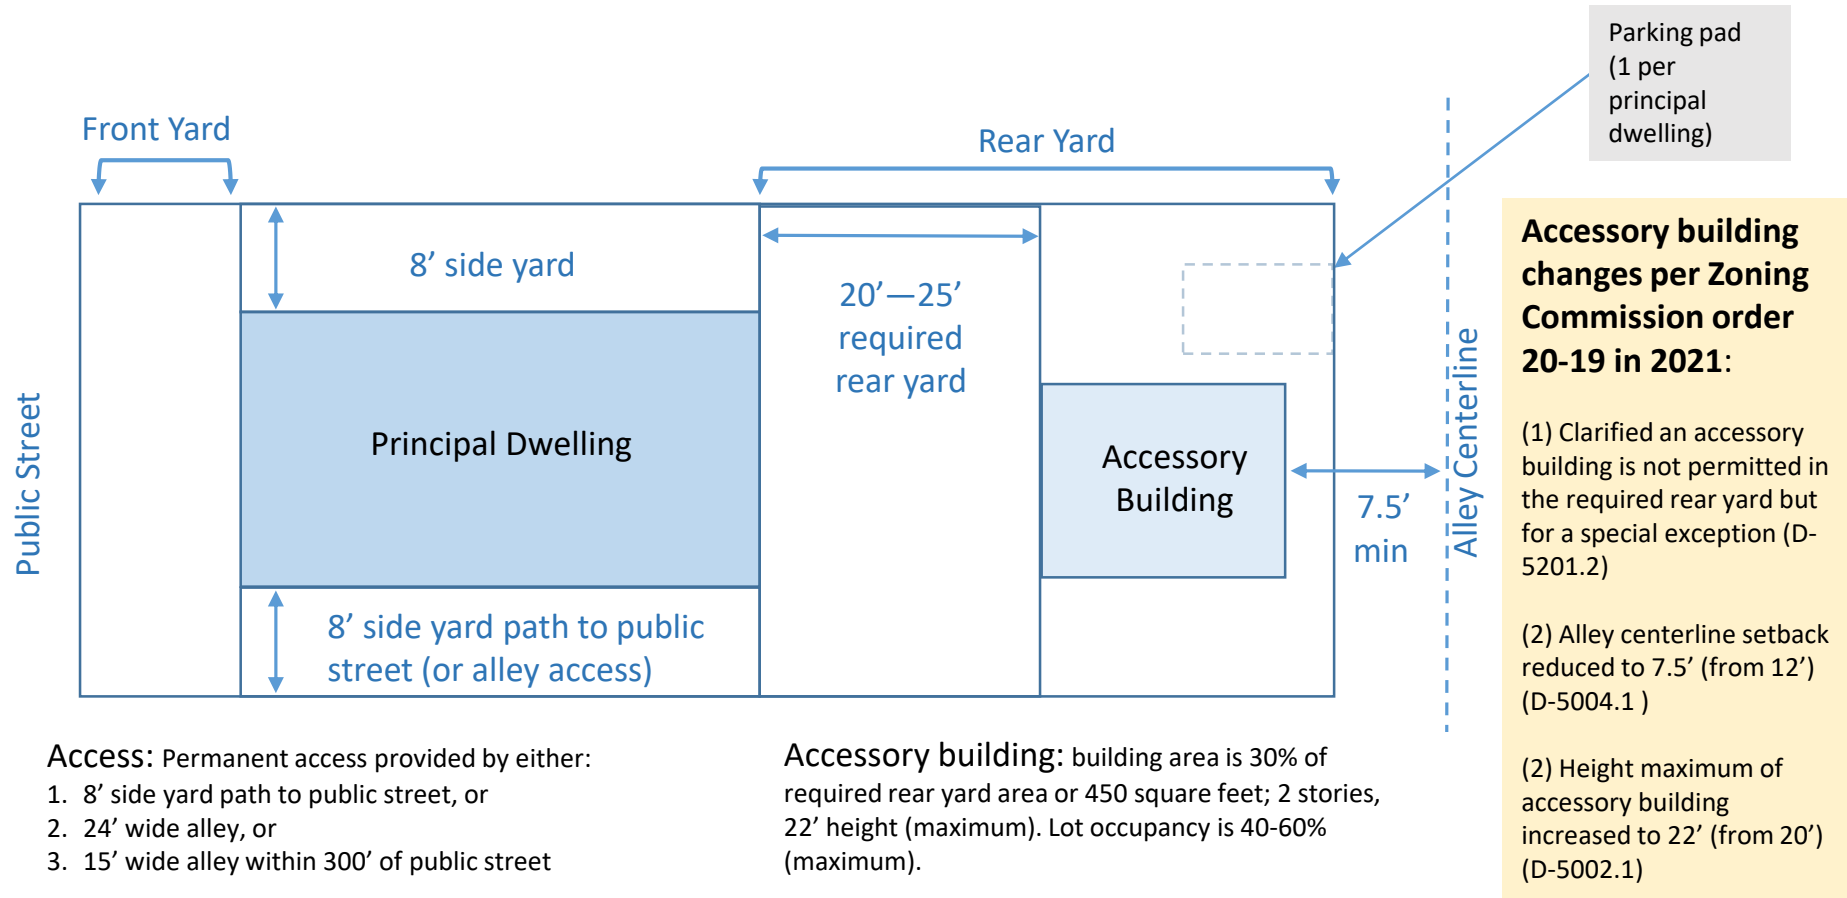 Parking pad
(1 per
principal
dwelling)
Front Yard
Rear Yard
8’ side yard
20’—25’
required
rear yard
Public Street
Principal Dwelling
Accessory
Building
7.5’
min
Alley Centerline
8’ side yard path to public
street (or alley access)
Access: Permanent access provided by either:
1. 8’ side yard path to public street, or
2. 24’ wide alley, or
3. 15’ wide alley within 300’ of public street
Accessory building: building area is 30% of
required rear yard area or 450 square feet; 2 stories,
22’ height (maximum). Lot occupancy is 40-60%
(maximum).
Accessory building
changes per Zoning
Commission order
20-19 in 2021:
(1) Clarified an accessory
building is not permitted in
the required rear yard but
for a special exception (D-
5201.2)
(2) Alley centerline setback
reduced to 7.5’ (from 12’)
(D-5004.1 )
(2) Height maximum of
accessory building
increased to 22’ (from 20’)
(D-5002.1)